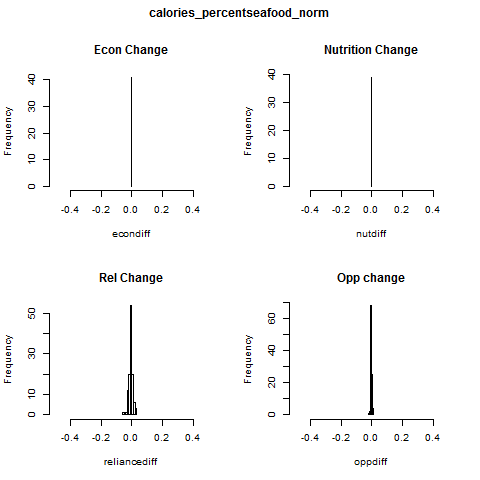 calories_percentseafood_norm
Econ Change
Frequency
0 10 20 30 40
-0.4 -0.2 0.0 0.2 0.4
econdiff
Nutrition Change
Frequency
0 10 20 30 40
-0.4 -0.2 0.0 0.2 0.4
nutdiff
Rel Change
Frequency
0 10 30 50
-0.4 -0.2 0.0 0.2 0.4
reliancediff
Opp change
Frequency
0 20 40 60
-0.4 -0.2 0.0 0.2 0.4
oppdiff